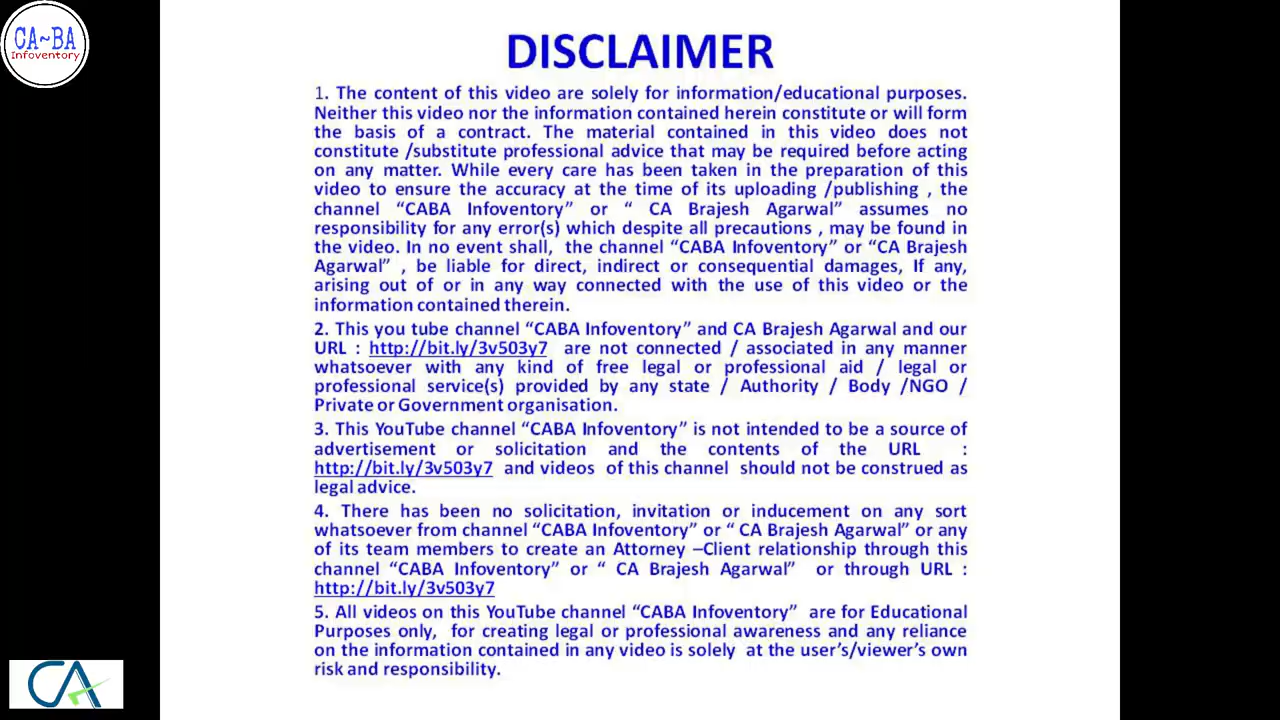 CA~BA
Infoventory
DISCLAIMER
1. The content of this video are solely for information/educational purposes.
Neither this video nor the information contained herein constitute or will form
the basis of a contract. The material contained in this video does not
constitute /substitute professional advice that may be required before acting
on any matter. While every care has been taken in the preparation of this
video to ensure the accuracy at the time of its uploading /publishing , the
channel “CABA Infoventory” or “ CA Brajesh Agarwal” assumes no
responsibility for any error(s) which despite all precautions , may be found in
the video. In no event shall, the channel “CABA Infoventory” or “CA Brajesh
Agarwal” , be liable for direct, indirect or consequential damages, If any,
arising out of or in any way connected with the use of this video or the
information contained therein.
2. This you tube channel “CABA Infoventory” and CA Brajesh Agarwal and our
URL : http://bit.ly/3v503y7 are not connected / associated in any manner
whatsoever with any kind of free legal or professional aid / legal or
professional service(s) provided by any state / Authority / Body /NGO /
Private or Government organisation.
3. This YouTube channel “CABA Infoventory” is not intended to be a source of
advertisement or solicitation and the contents of the URL :
http://bit.ly/3v503y7 and videos of this channel should not be construed as
legal advice.
4. There has been no solicitation, invitation or inducement on any sort
whatsoever from channel “CABA Infoventory” or “ CA Brajesh Agarwal” or any
of its team members to create an Attorney –Client relationship through this
channel “CABA Infoventory” or “ CA Brajesh Agarwal” or through URL :
http://bit.ly/3v503y7
5. All videos on this YouTube channel “CABA Infoventory” are for Educational
Purposes only, for creating legal or professional awareness and any reliance
on the information contained in any video is solely at the user’s/viewer’s own
risk and responsibility.
CA